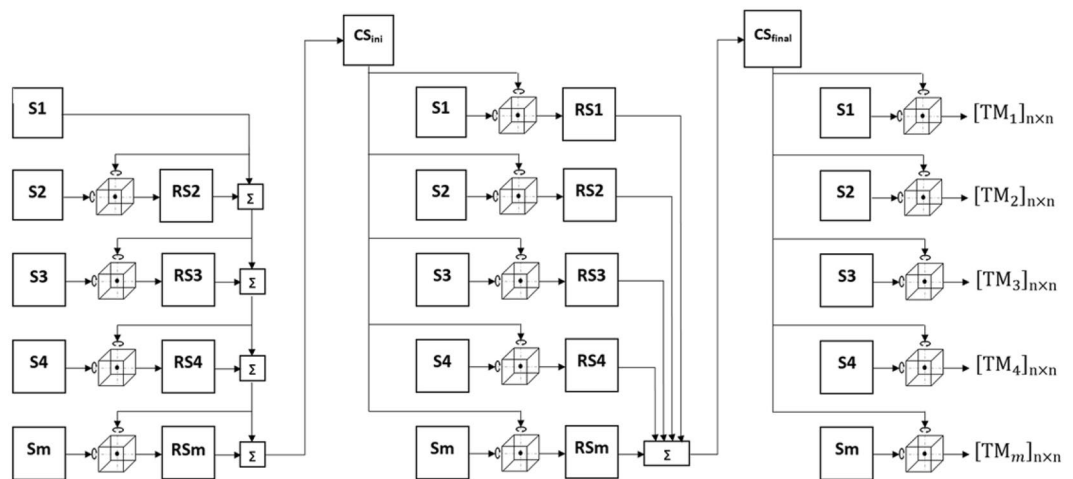 CSini
CSfinal
S1
S1
RS1
S1
[TM1]n×n
S2
RS2
Σ
S2
RS2
S2
[TM2]n×n
S3
RS3
Σ
S3
RS3
S3
[TM3]n×n
S4
RS4
Σ
S4
RS4
S4
[TM4]n×n
Sm
RSm
Σ
Sm
RSm
Σ
Sm
[TMm]n×n